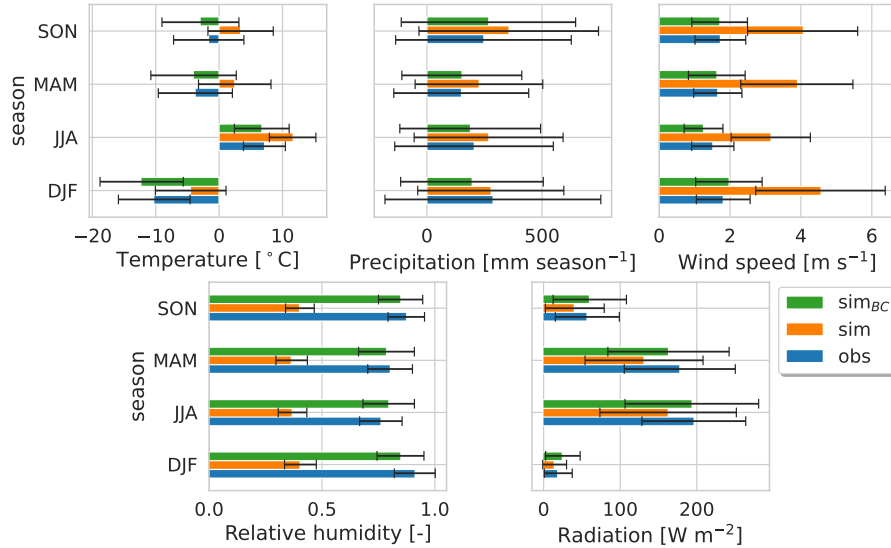 SON
MAM
JJA
DJF
season
−20 −10 0 10
0 500
0 2 4 6
Temperature [°C]
Precipitation [mm season⁻¹]
Wind speed [m s⁻¹]
SON
MAM
JJA
DJF
season
sim_BC
sim
obs
0.0 0.5 1.0
0 100 200
Relative humidity [-]
Radiation [W m⁻²]